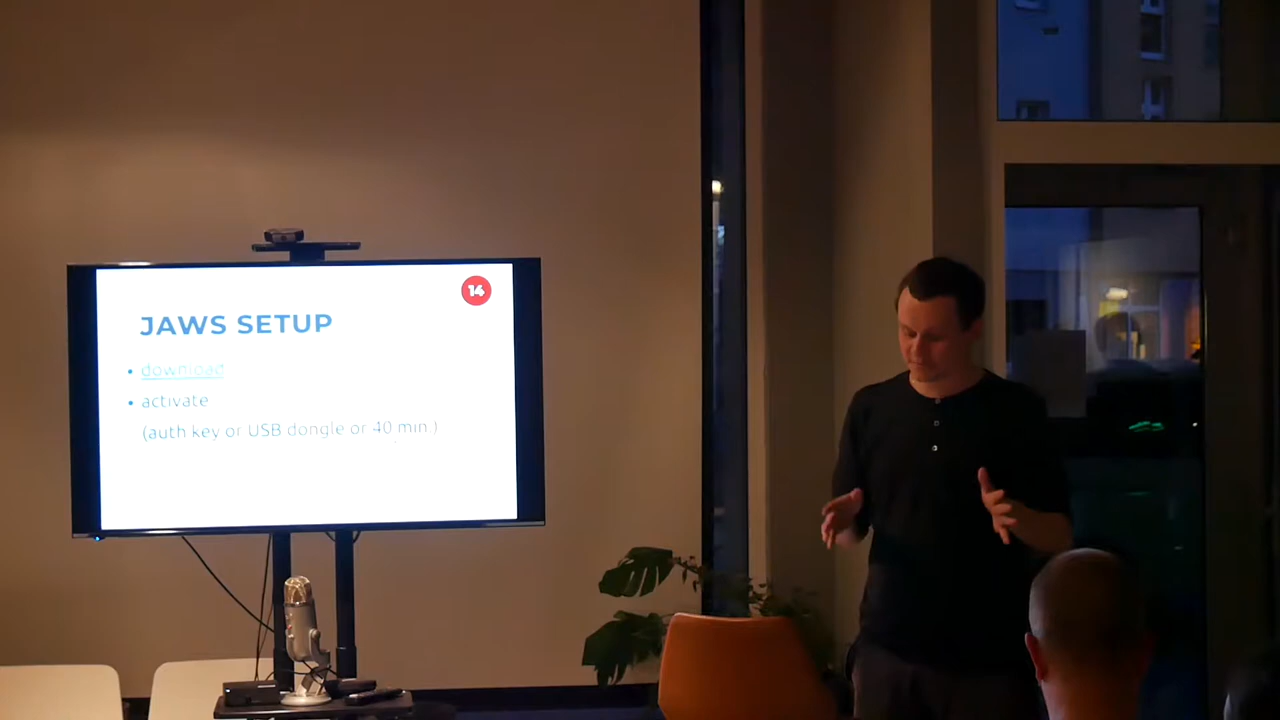 14
JAWS SETUP
• download
• activate
(auth key or USB dongle or 40 min.)